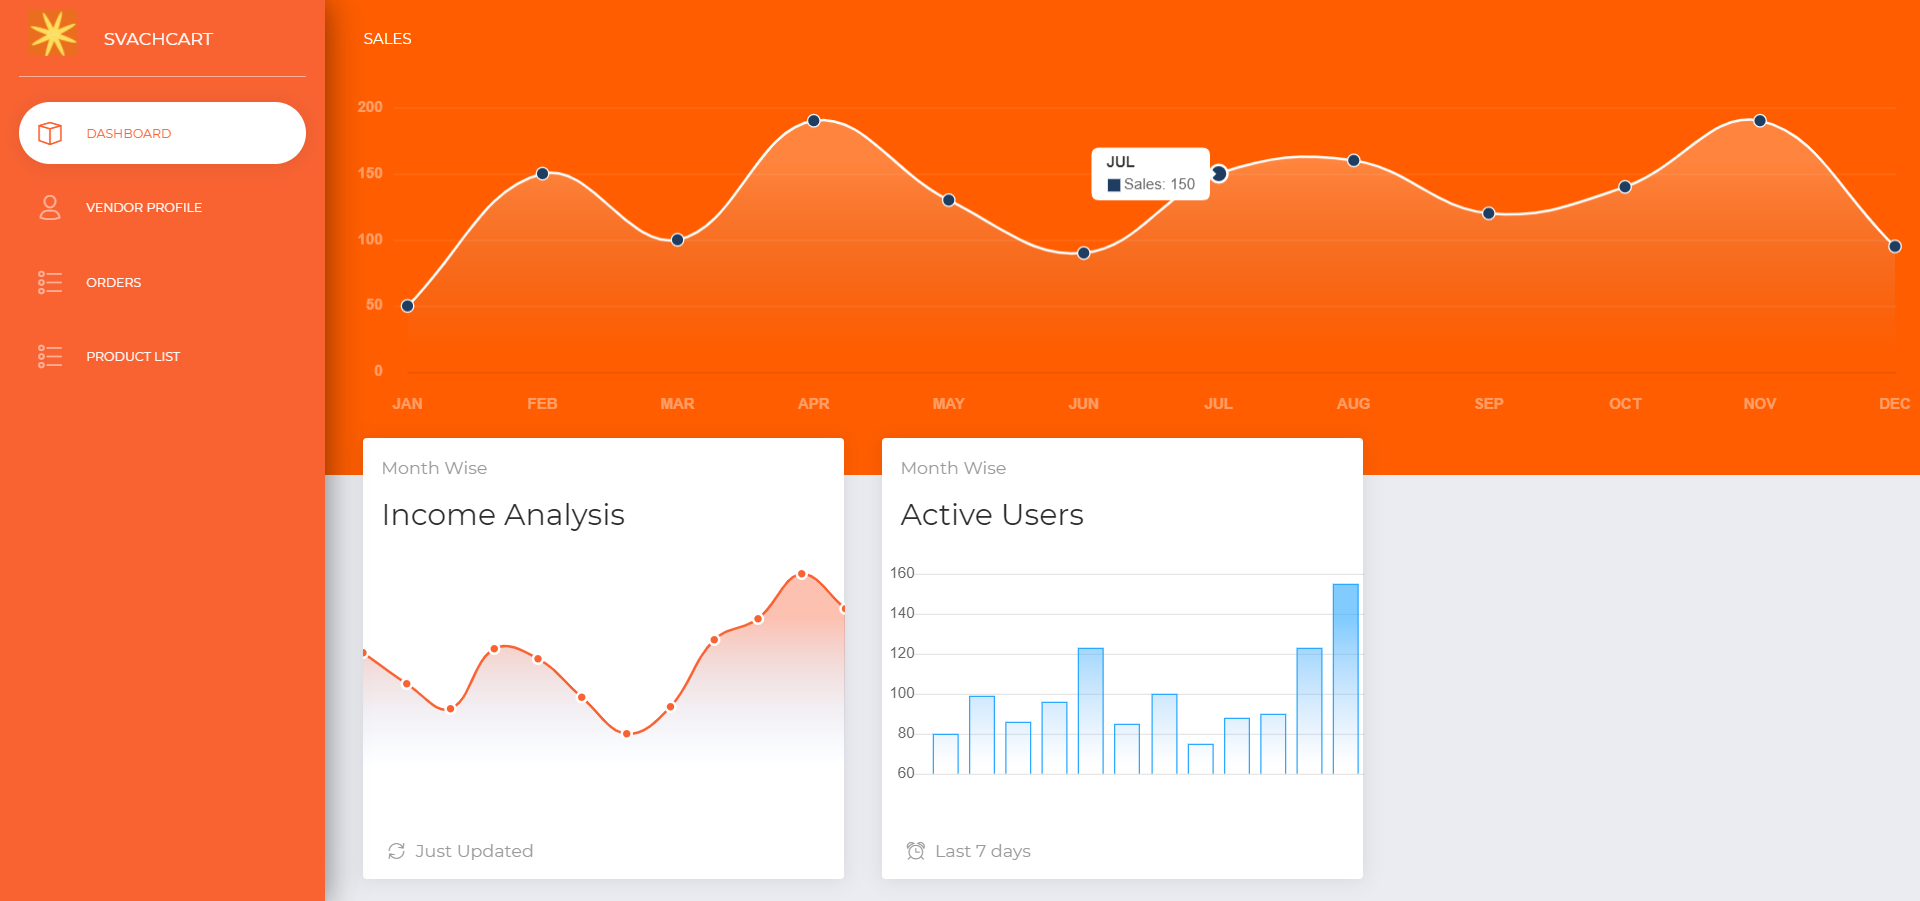 SVACHCART
DASHBOARD
VENDOR PROFILE
ORDERS
PRODUCT LIST
SALES
200
150
100
50
0
JUL
Sales: 150
JAN FEB MAR APR MAY JUN JUL AUG SEP OCT NOV DEC
Month Wise
Income Analysis
Just Updated
Month Wise
Active Users
160
140
120
100
80
60
Last 7 days